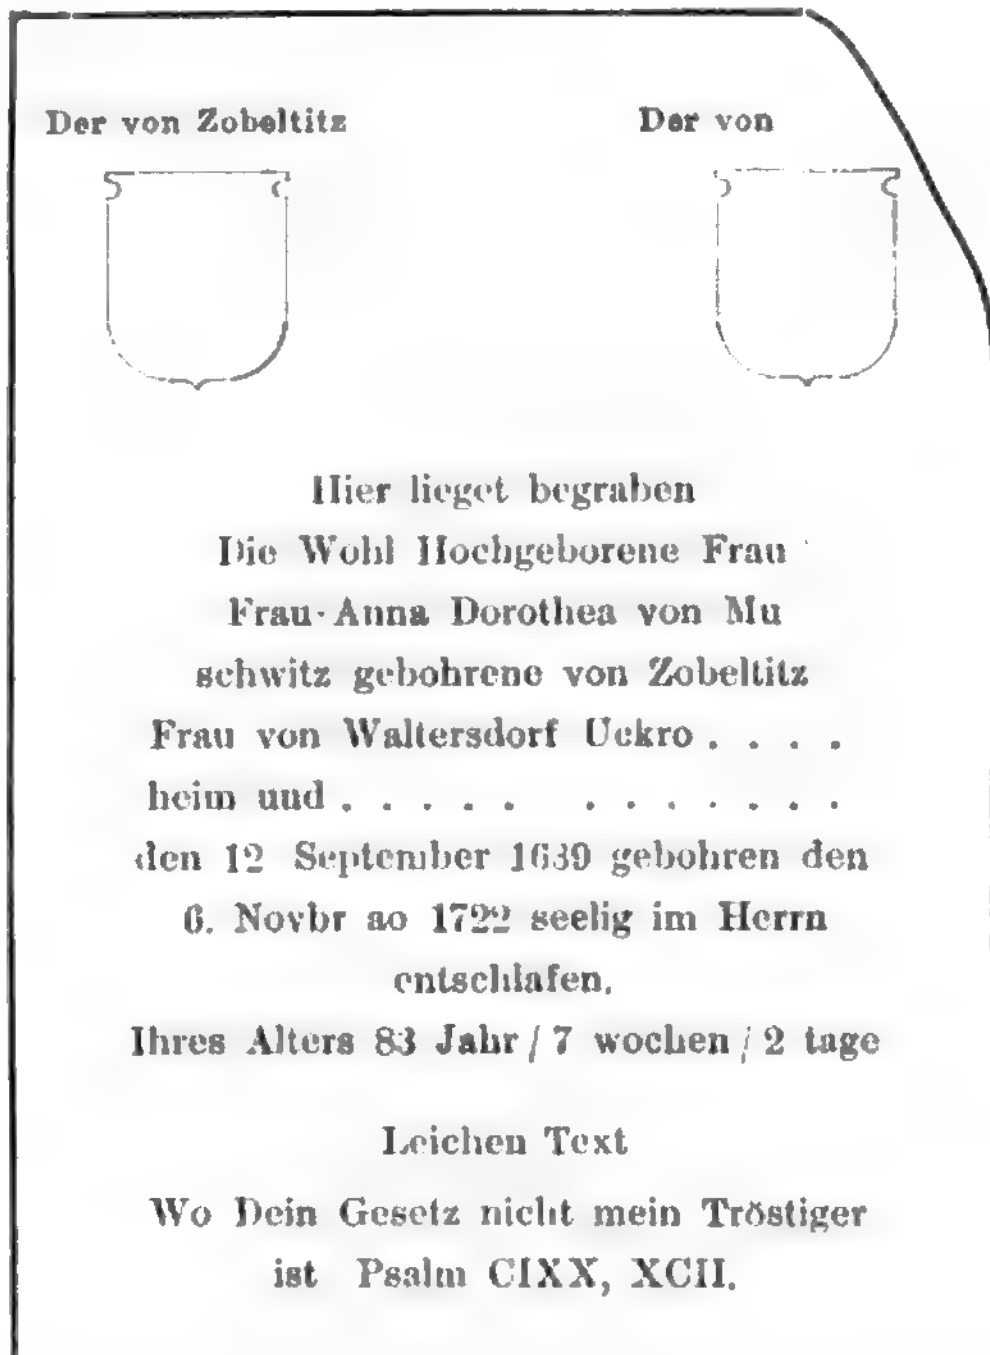 Der von Zobeltitz Der von
Hier lieget begraben
Die Wohl Hochgeborene Frau
Frau Anna Dorothea von Mu
schwitz gebohrene von Zobeltitz
Frau von Waltersdorf Uckro . . . .
heim und . . . . . . . . . . . .
den 12 September 1639 gebohren den
6. Novbr ao 1722 seelig im Herrn
entschlafen.
Ihres Alters 83 Jahr / 7 wochen / 2 tage
Leichen Text
Wo Dein Gesetz nicht mein Tröstiger
ist Psalm CIXX, XCII.